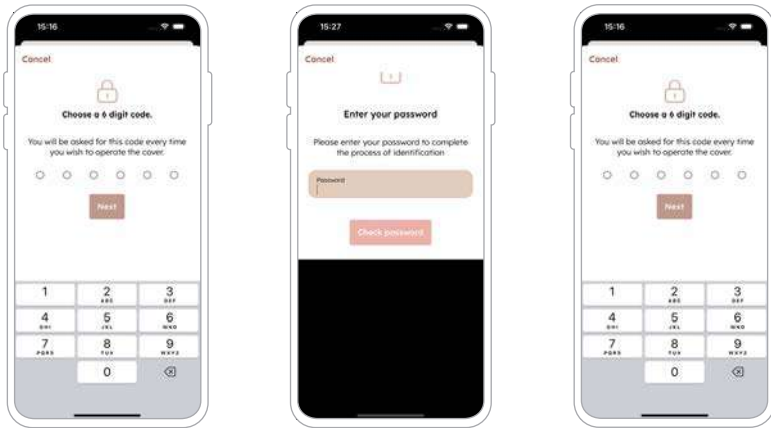 15:16
Cancel
Choose a 6 digit code.
You will be asked for this code every time
you wish to operate the cover.
Next
1
2
ABC
3
DEF
4
GHI
5
JKL
6
MNO
7
PQRS
8
TUV
9
WXYZ
0
15:27
Cancel
Enter your password
Please enter your password to complete
the process of identification
Password
Check password
15:16
Cancel
Choose a 6 digit code.
You will be asked for this code every time
you wish to operate the cover.
Next
1
2
ABC
3
DEF
4
GHI
5
JKL
6
MNO
7
PQRS
8
TUV
9
WXYZ
0